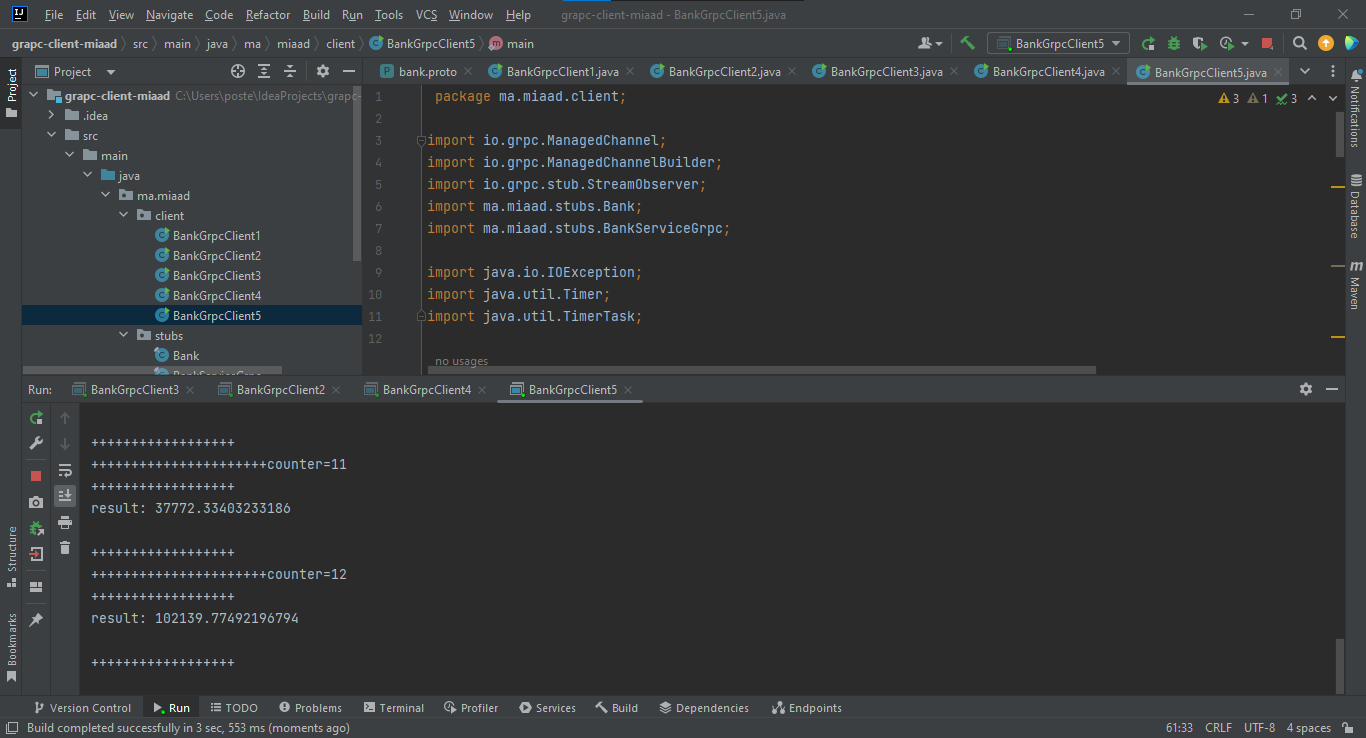 File Edit View Navigate Code Refactor Build Run Tools VCS Window Help grapc-client-miaad - BankGrpcClient5.java
grapc-client-miaad src main java ma miaad client BankGrpcClient5 main BankGrpcClient5
Project
Project
bank.proto BankGrpcClient1.java BankGrpcClient2.java BankGrpcClient3.java BankGrpcClient4.java BankGrpcClient5.java
grapc-client-miaad C:\Users\poste\IdeaProjects\grapc-
.idea
src
main
java
ma.miaad
client
BankGrpcClient1
BankGrpcClient2
BankGrpcClient3
BankGrpcClient4
BankGrpcClient5
stubs
Bank
BankServiceGrpc
3 1 3
1 package ma.miaad.client;
2
3 import io.grpc.ManagedChannel;
4 import io.grpc.ManagedChannelBuilder;
5 import io.grpc.stub.StreamObserver;
6 import ma.miaad.stubs.Bank;
7 import ma.miaad.stubs.BankServiceGrpc;
8
9 import java.io.IOException;
10 import java.util.Timer;
11 import java.util.TimerTask;
12
no usages
Notifications
Database
Maven
Run: BankGrpcClient3 BankGrpcClient2 BankGrpcClient4 BankGrpcClient5
++++++++++++++++++
++++++++++++++++++++++counter=11
++++++++++++++++++
result: 37772.33403233186
++++++++++++++++++
++++++++++++++++++++++counter=12
++++++++++++++++++
result: 102139.77492196794
++++++++++++++++++
Structure
Bookmarks
Version Control Run TODO Problems Terminal Profiler Services Build Dependencies Endpoints
Build completed successfully in 3 sec, 553 ms (moments ago) 61:33 CRLF UTF-8 4 spaces